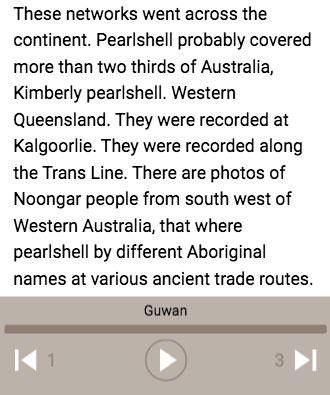 These networks went across the
continent. Pearlshell probably covered
more than two thirds of Australia,
Kimberly pearlshell. Western
Queensland. They were recorded at
Kalgoorlie. They were recorded along
the Trans Line. There are photos of
Noongar people from south west of
Western Australia, that where
pearlshell by different Aboriginal
names at various ancient trade routes.
Guwan
1 3